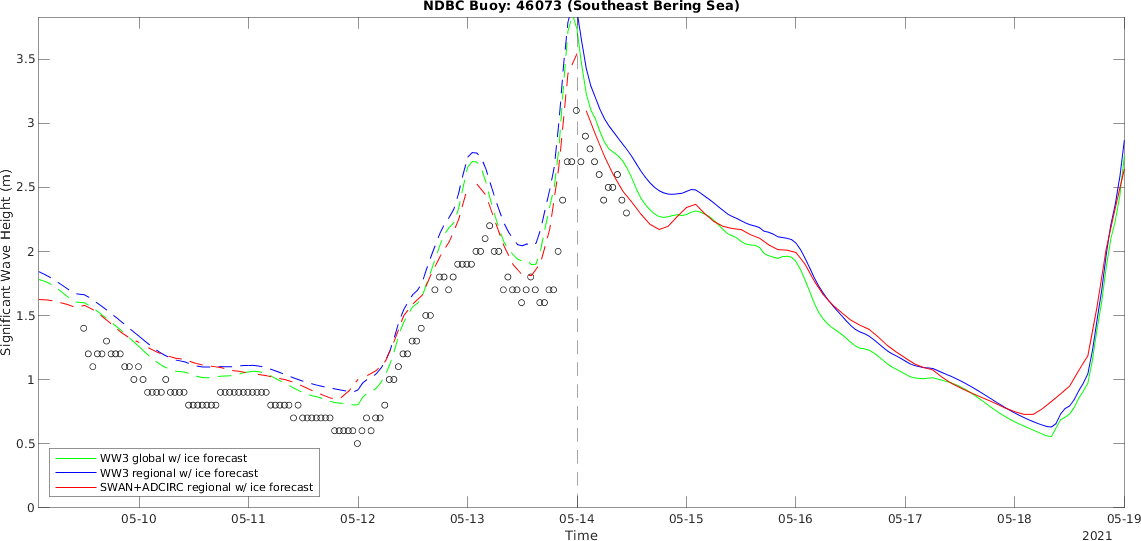 NDBC Buoy: 46073 (Southeast Bering Sea)
Significant Wave Height (m)
3.5
3
2.5
2
1.5
1
0.5
0
WW3 global w/ ice forecast
WW3 regional w/ ice forecast
SWAN+ADCIRC regional w/ ice forecast
05-10 05-11 05-12 05-13 05-14 05-15 05-16 05-17 05-18 05-19
Time
2021